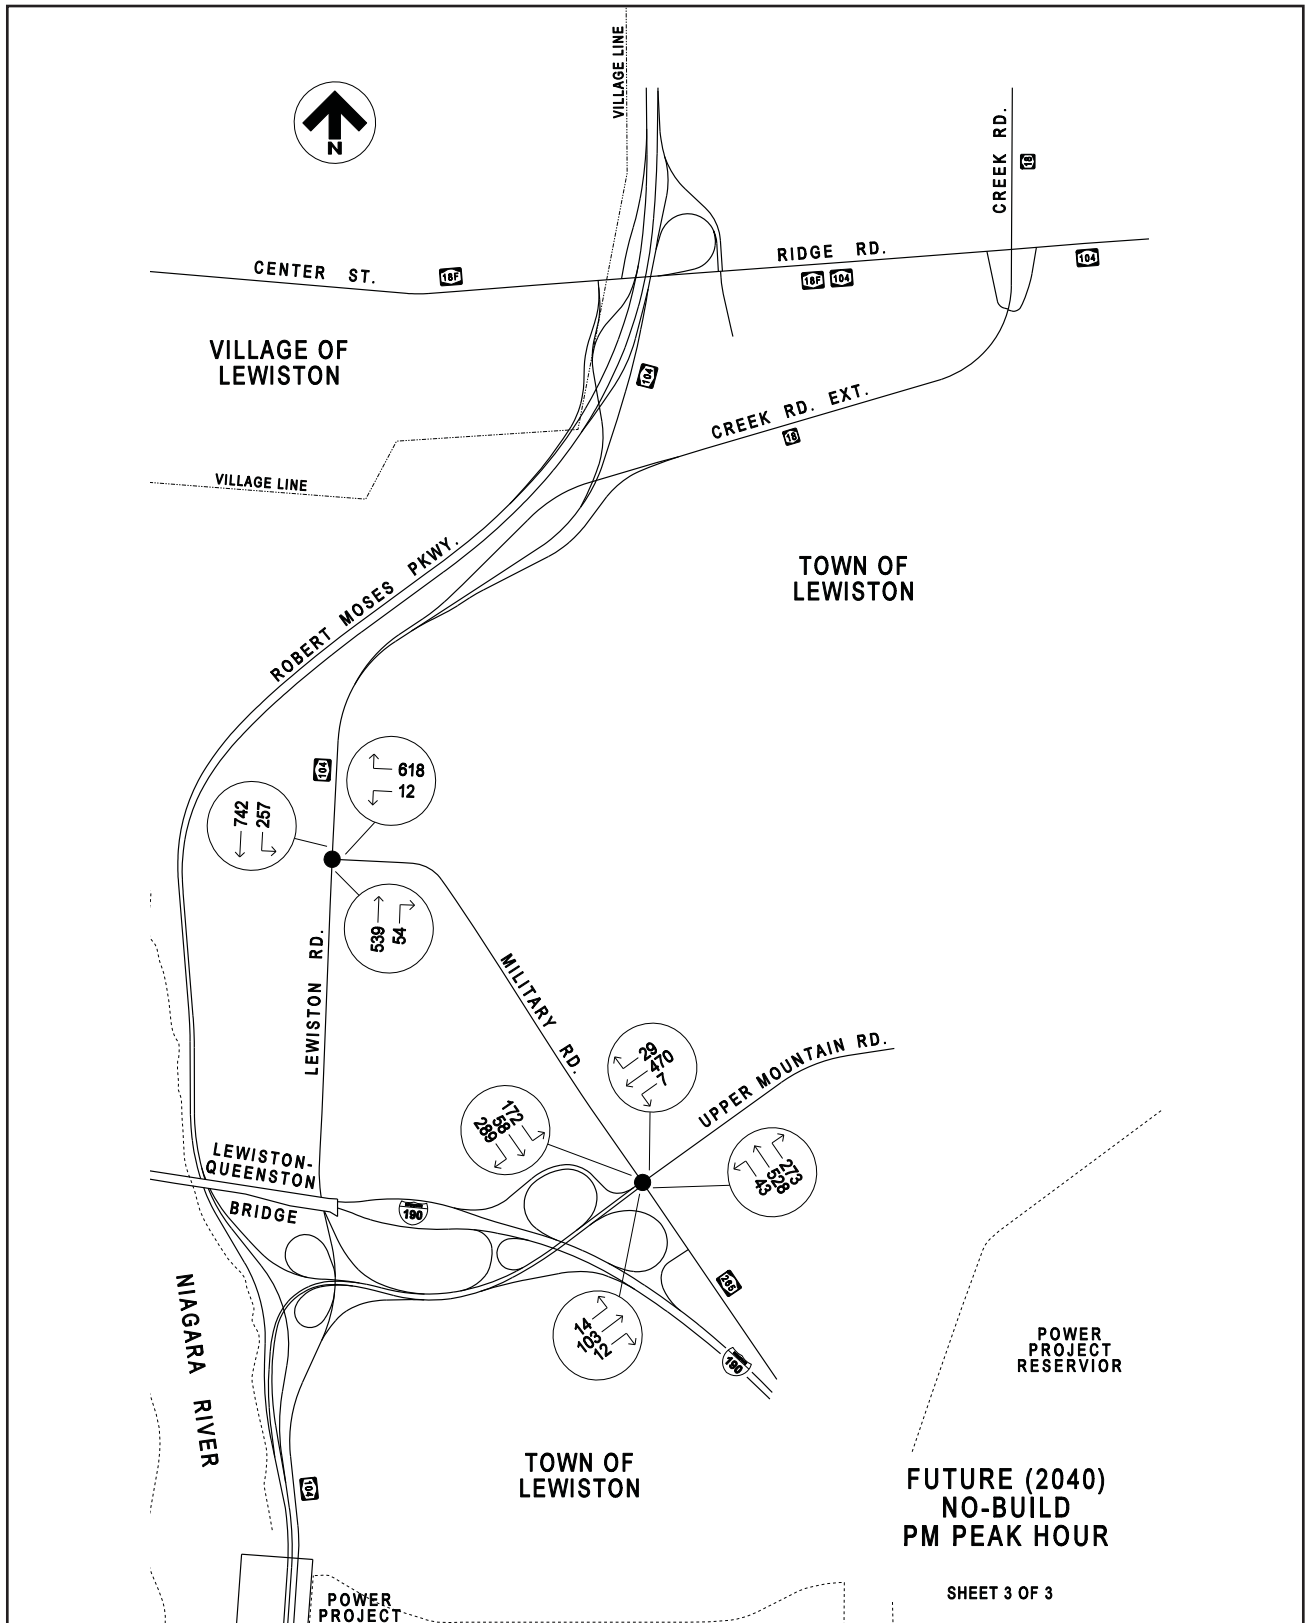 VILLAGE LINE
CREEK RD.
18
N
CENTER ST.
18F
RIDGE RD.
18F
104
104
VILLAGE OF
LEWISTON
104
CREEK RD. EXT.
18
VILLAGE LINE
ROBERT MOSES PKWY.
TOWN OF
LEWISTON
104
618
12
742
257
539
54
LEWISTON RD.
MILITARY RD.
29
470
7
UPPER MOUNTAIN RD.
172
58
289
273
528
43
LEWISTON-
QUEENSTON
BRIDGE
190
265
14
103
12
190
NIAGARA RIVER
POWER
PROJECT
RESERVIOR
104
TOWN OF
LEWISTON
FUTURE (2040)
NO-BUILD
PM PEAK HOUR
SHEET 3 OF 3
POWER
PROJECT